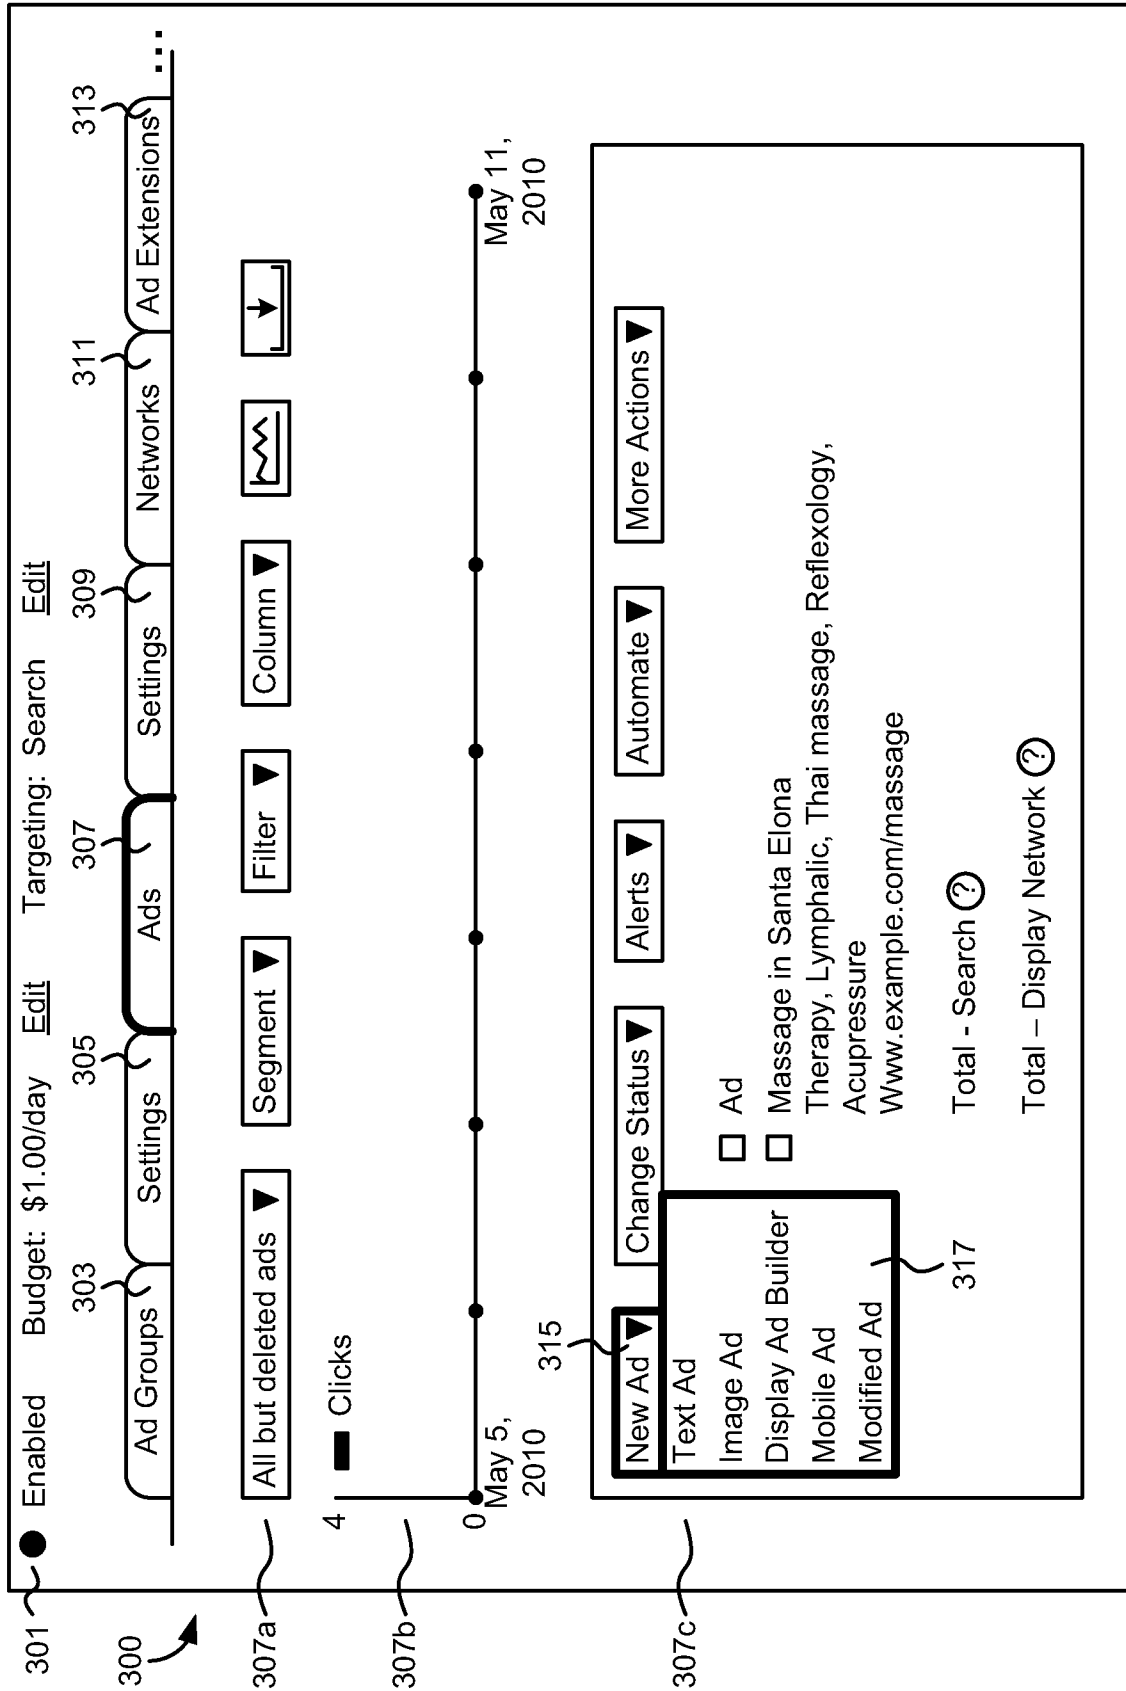 301
Enabled Budget: $1.00/day Edit Targeting: Search Edit
300
303 305 307 309 311 313
Ad Groups Settings Ads Settings Networks Ad Extensions ...
307a
All but deleted ads ▼ Segment ▼ Filter ▼ Column ▼
307b
4
Clicks
0
May 5,
2010
May 11,
2010
307c
New Ad ▼ Change Status ▼ Alerts ▼ Automate ▼ More Actions ▼
315
Text Ad
Image Ad
Display Ad Builder
Mobile Ad
Modified Ad
317
Ad
Massage in Santa Elona
Therapy, Lymphalic, Thai massage, Reflexology,
Acupressure
Www.example.com/massage
Total - Search ?
Total – Display Network ?